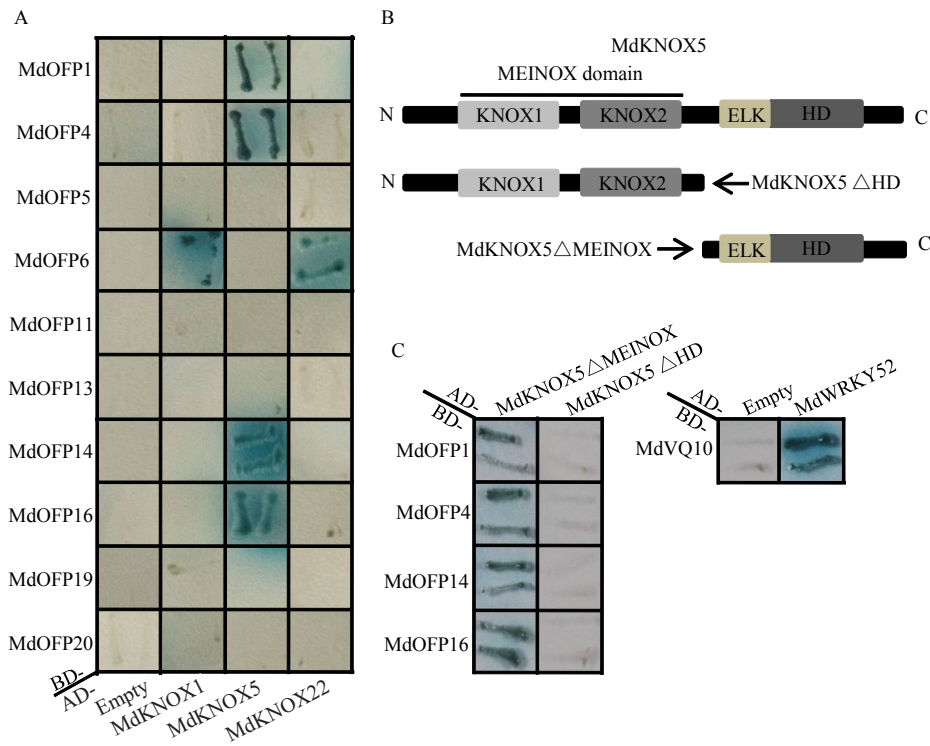 A
MdOFP1
MdOFP4
MdOFP5
MdOFP6
MdOFP11
MdOFP13
MdOFP14
MdOFP16
MdOFP19
MdOFP20
BD-
AD-
Empty
MdKNOX1
MdKNOX5
MdKNOX22
B
MdKNOX5
MEINOX domain
N KNOX1 KNOX2 ELK HD C
N KNOX1 KNOX2 MdKNOX5 △HD
MdKNOX5△MEINOX ELK HD C
C
AD-
BD-
MdKNOX5△MEINOX
MdKNOX5 △HD
MdOFP1
MdOFP4
MdOFP14
MdOFP16
AD-
BD-
Empty
MdWRKY52
MdVQ10